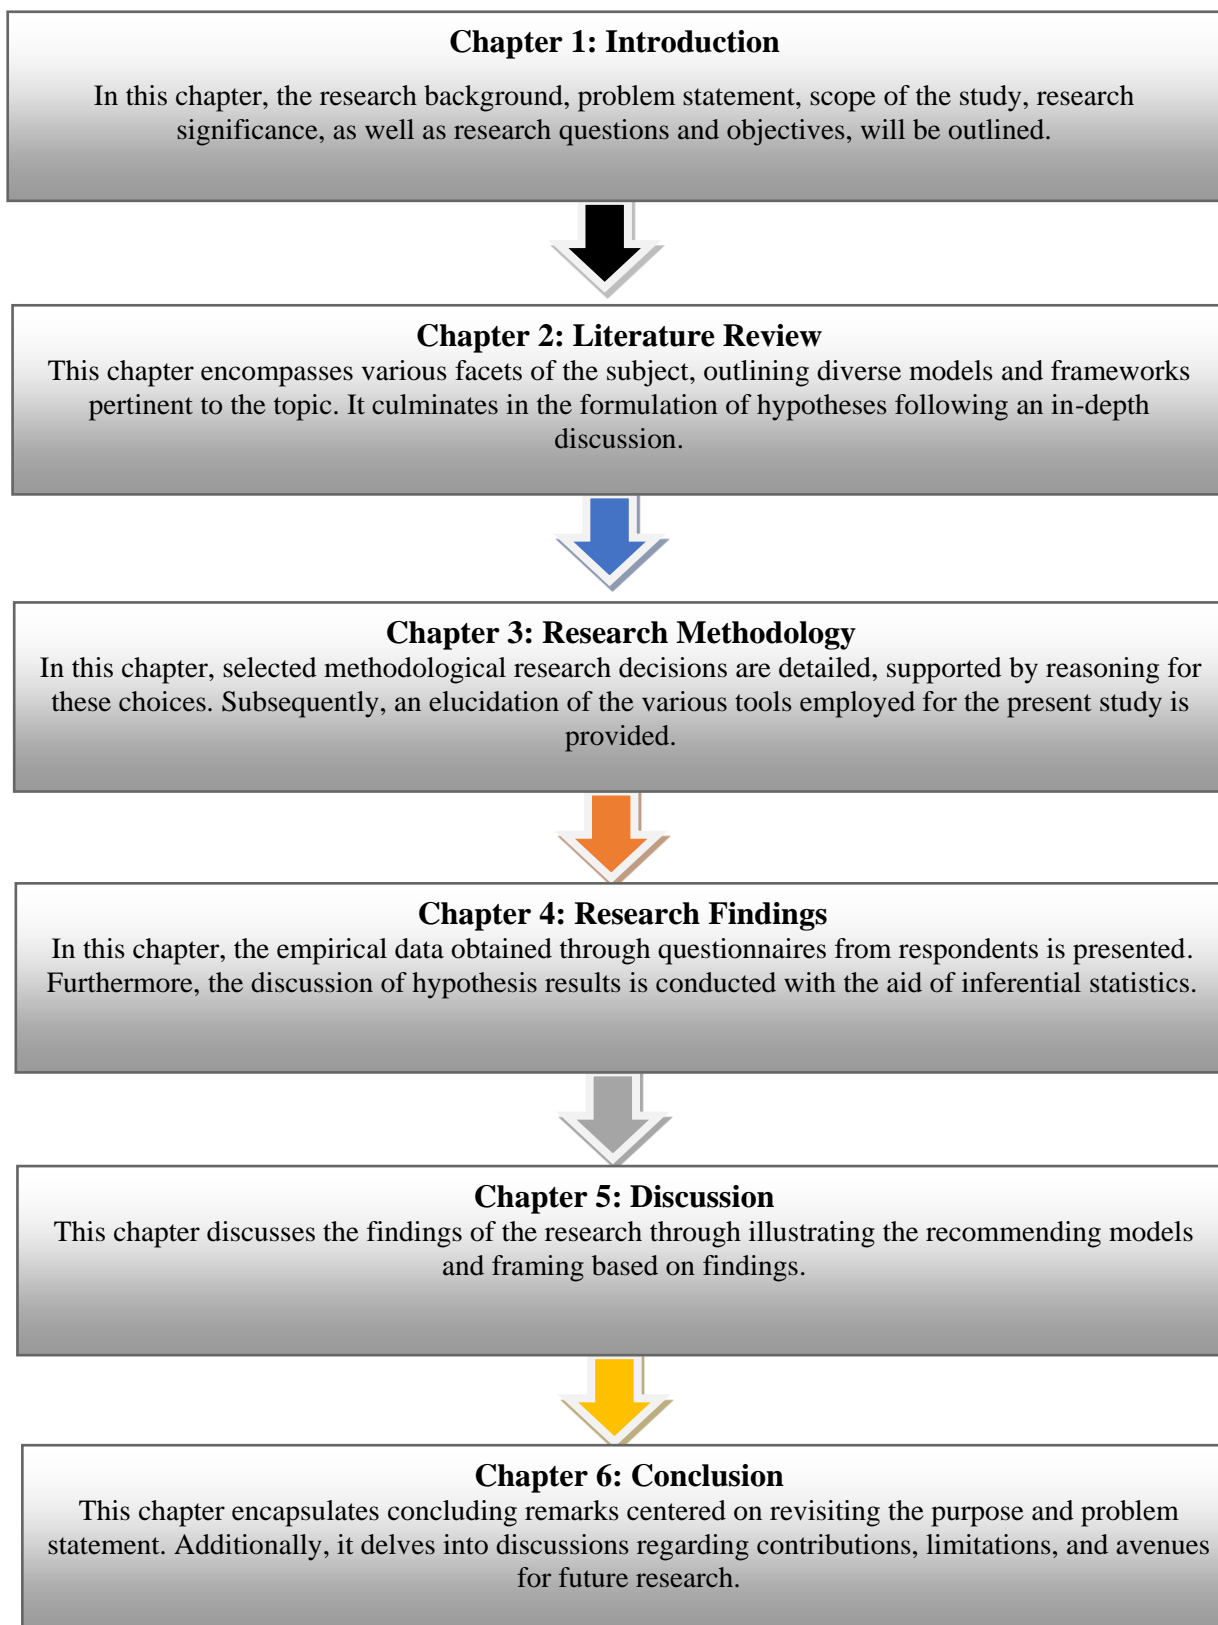 Chapter 1: Introduction
In this chapter, the research background, problem statement, scope of the study, research
significance, as well as research questions and objectives, will be outlined.
Chapter 2: Literature Review
This chapter encompasses various facets of the subject, outlining diverse models and frameworks
pertinent to the topic. It culminates in the formulation of hypotheses following an in-depth
discussion.
Chapter 3: Research Methodology
In this chapter, selected methodological research decisions are detailed, supported by reasoning for
these choices. Subsequently, an elucidation of the various tools employed for the present study is
provided.
Chapter 4: Research Findings
In this chapter, the empirical data obtained through questionnaires from respondents is presented.
Furthermore, the discussion of hypothesis results is conducted with the aid of inferential statistics.
Chapter 5: Discussion
This chapter discusses the findings of the research through illustrating the recommending models
and framing based on findings.
Chapter 6: Conclusion
This chapter encapsulates concluding remarks centered on revisiting the purpose and problem
statement. Additionally, it delves into discussions regarding contributions, limitations, and avenues
for future research.